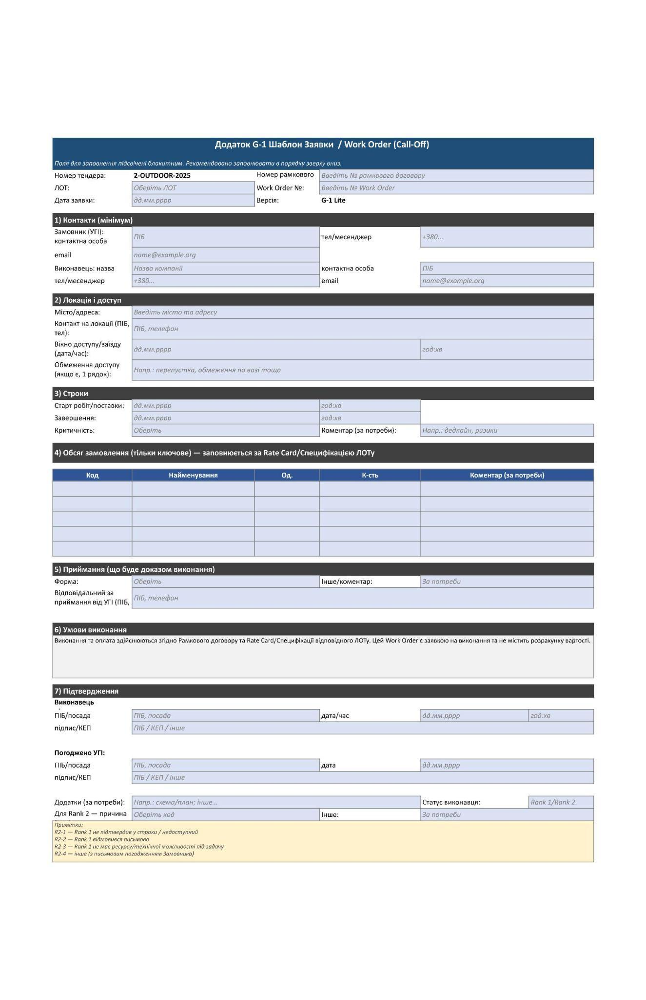 Додаток G-1 Шаблон Заявки / Work Order (Call-Off)
Поля для заповнення підсвічені блакитним. Рекомендовано заповнювати в порядку зверху вниз.
Номер тендера: 2-OUTDOOR-2025 Номер рамкового Введіть № рамкового договору
ЛОТ: Оберіть ЛОТ Work Order №: Введіть № Work Order
Дата заявки: дд.мм.рррр Версія: G-1 Lite
1) Контакти (мінімум)
Замовник (УГІ):
контактна особа ПІБ тел/месенджер +380...
email name@example.org
Виконавець: назва Назва компанії контактна особа ПІБ
тел/месенджер +380... email name@example.org
2) Локація і доступ
Місто/адреса: Введіть місто та адресу
Контакт на локації (ПІБ,
тел): ПІБ, телефон
Вікно доступу/заїзду
(дата/час): дд.мм.рррр год:хв
Обмеження доступу
(якщо є, 1 рядок): Напр.: перепустка, обмеження по вазі тощо
3) Строки
Старт робіт/поставки: дд.мм.рррр год:хв
Завершення: дд.мм.рррр год:хв
Критичність: Оберіть Коментар (за потреби): Напр.: дедлайн, ризики
4) Обсяг замовлення (тільки ключове) — заповнюється за Rate Card/Специфікацією ЛОТу
Код Найменування Од. К-сть Коментар (за потреби)
5) Приймання (що буде доказом виконання)
Форма: Оберіть Інше/коментар: За потреби
Відповідальний за
приймання від УГІ (ПІБ, ПІБ, телефон
6) Умови виконання
Виконання та оплата здійснюються згідно Рамкового договору та Rate Card/Специфікації відповідного ЛОТу. Цей Work Order є заявкою на виконання та не містить розрахунку вартості.
7) Підтвердження
Виконавець
ПІБ/посада ПІБ, посада дата/час дд.мм.рррр год:хв
підпис/КЕП ПІБ / КЕП / інше
Погоджено УГІ:
ПІБ/посада ПІБ, посада дата дд.мм.рррр
підпис/КЕП ПІБ / КЕП / інше
Додатки (за потреби): Напр.: схема/план; інше... Статус виконавця: Rank 1/Rank 2
Для Rank 2 — причина Оберіть код Інше: За потреби
Примітки:
R2-1 — Rank 1 не підтвердив у строки / недоступний
R2-2 — Rank 1 відмовився письмово
R2-3 — Rank 1 не має ресурсу/технічної можливості під задачу
R2-4 — інше (з письмовим погодженням Замовника)